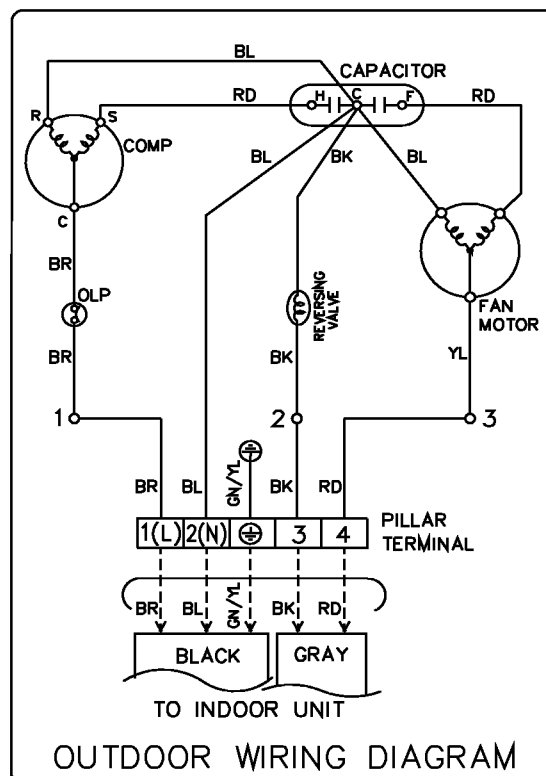 BL
CAPACITOR
R
S
RD
H
C
F
RD
COMP
BL
BK
BL
C
BR
OLP
REVERSING
VALVE
FAN
MOTOR
BR
BK
YL
1
2
3
BR
BL
GN/YL
BK
RD
1(L)
2(N)
3
4
PILLAR
TERMINAL
BR
BL
GN/YL
BK
RD
BLACK
GRAY
TO INDOOR UNIT
OUTDOOR WIRING DIAGRAM